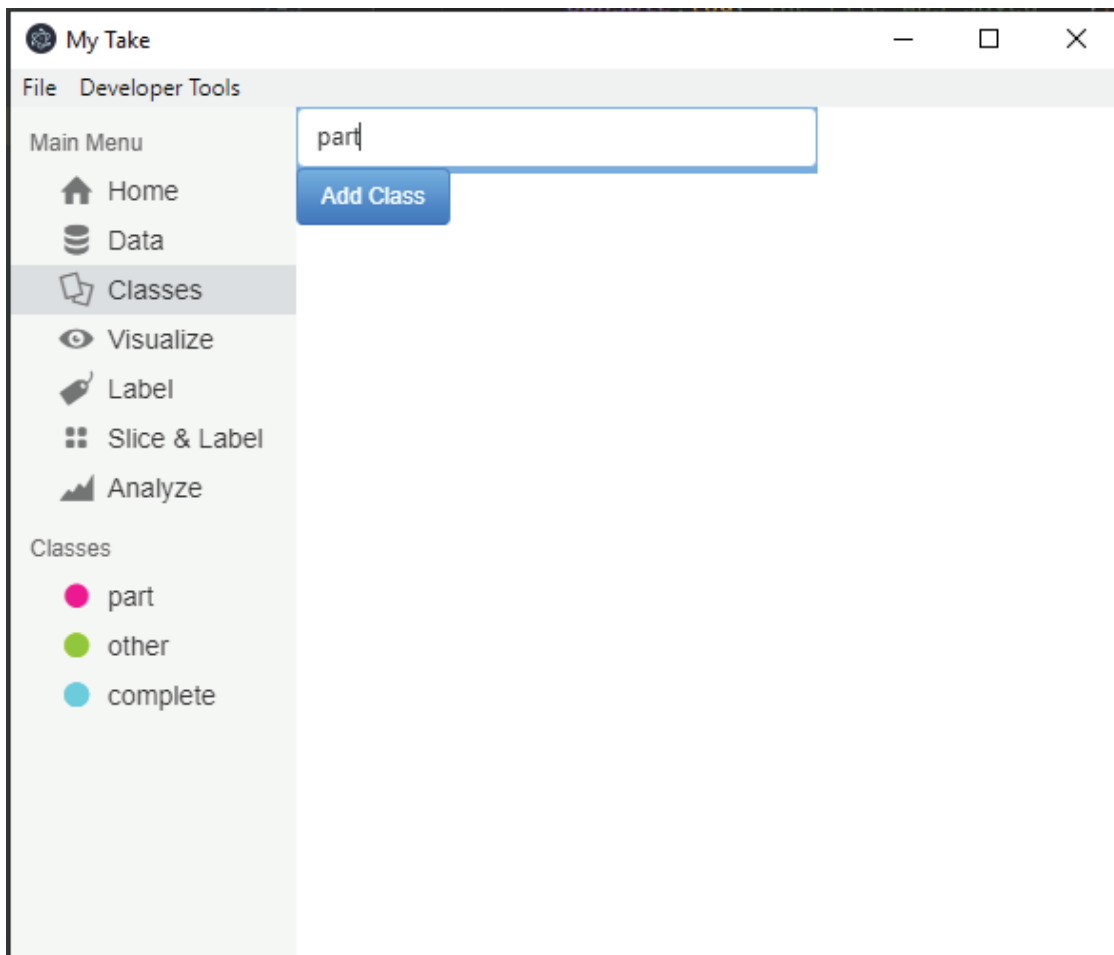 My Take
File Developer Tools
Main Menu
Home
Data
Classes
Visualize
Label
Slice & Label
Analyze
Classes
part
other
complete
part
Add Class